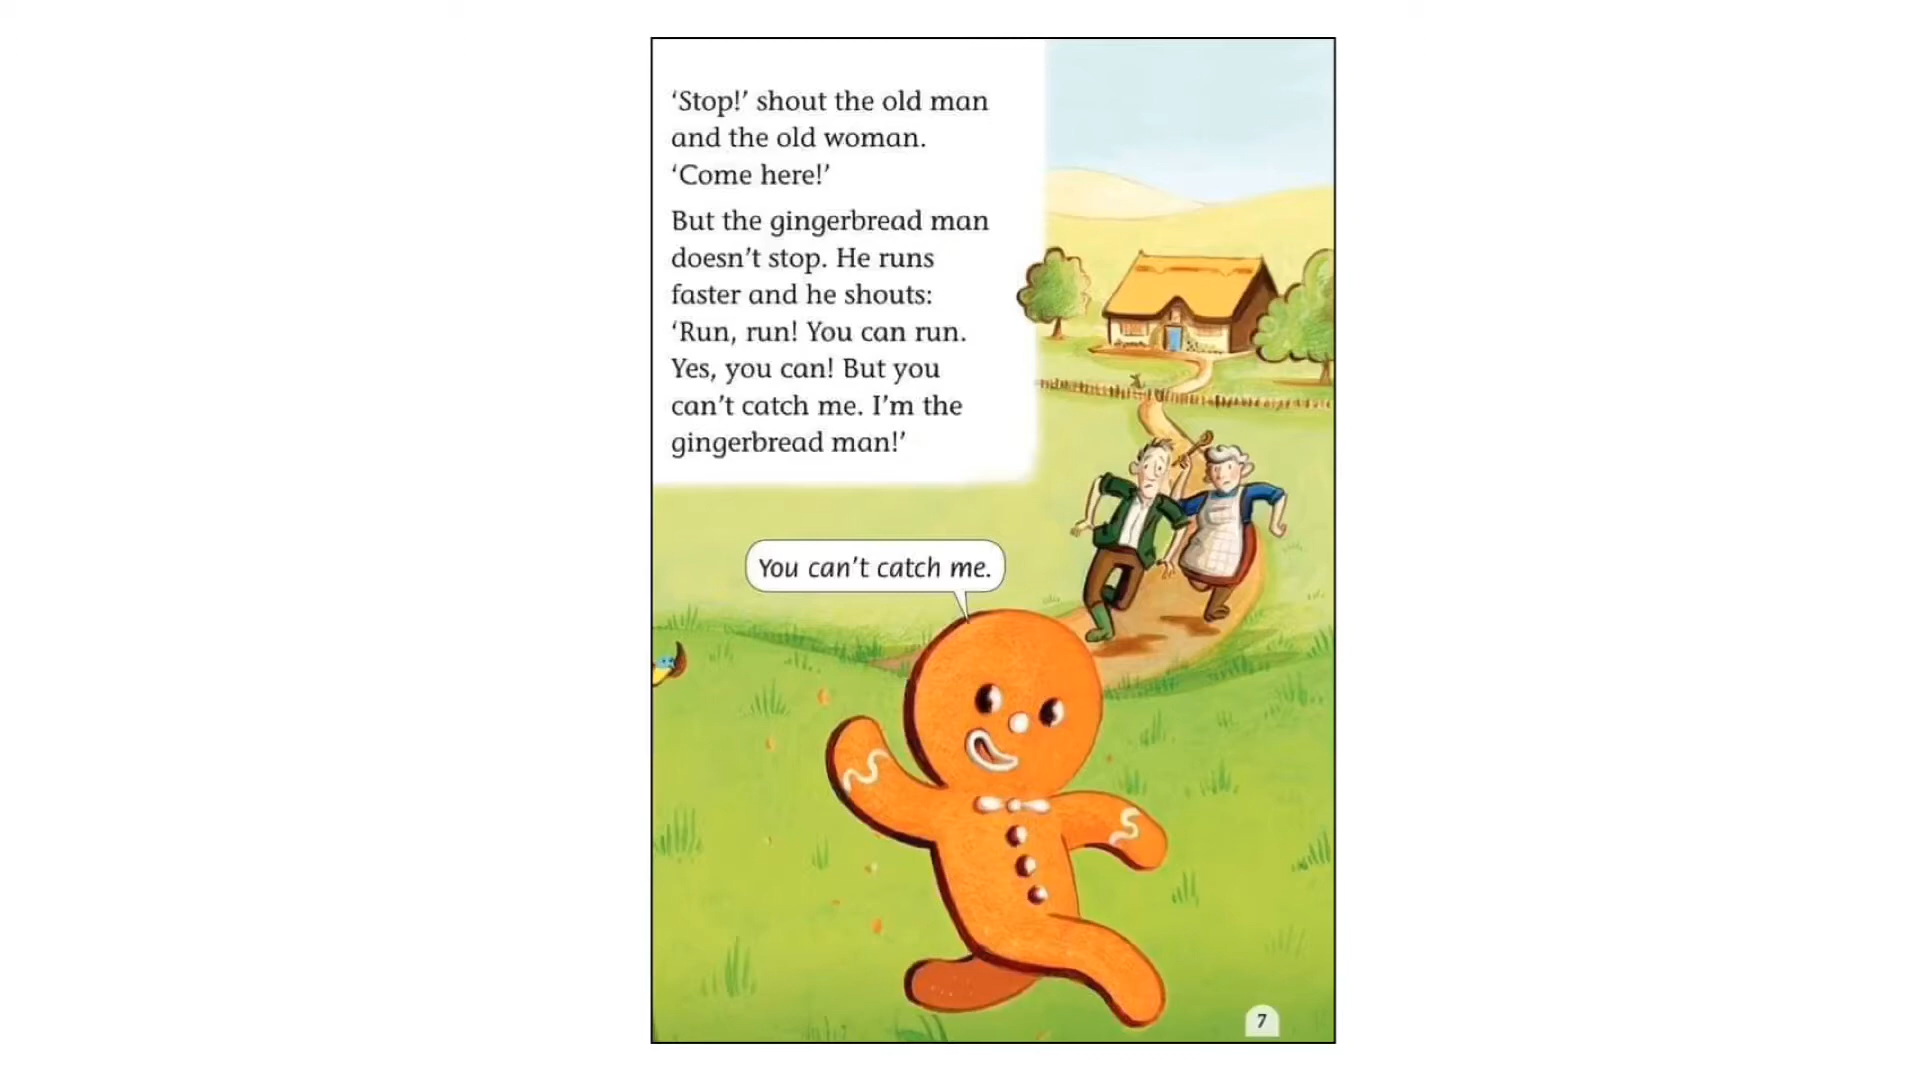 ‘Stop!’ shout the old man
and the old woman.
‘Come here!’
But the gingerbread man
doesn’t stop. He runs
faster and he shouts:
‘Run, run! You can run.
Yes, you can! But you
can’t catch me. I’m the
gingerbread man!’
You can’t catch me.
7